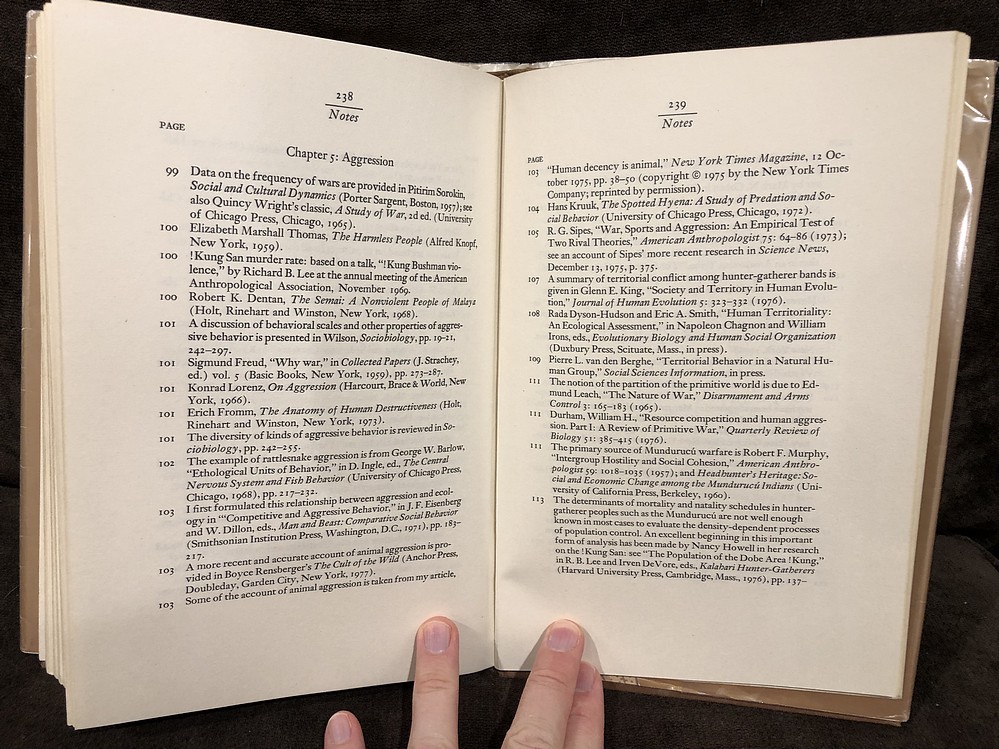 238
Notes
PAGE
Chapter 5: Aggression
99 Data on the frequency of wars are provided in Pitirim Sorokin,
Social and Cultural Dynamics (Porter Sargent, Boston, 1957); see
also Quincy Wright's classic, A Study of War, 2d ed. (University
of Chicago Press, Chicago, 1965).
100 Elizabeth Marshall Thomas, The Harmless People (Alfred Knopf,
New York, 1959).
100 !Kung San murder rate: based on a talk, "!Kung Bushman vio-
lence," by Richard B. Lee at the annual meeting of the American
Anthropological Association, November 1969.
100 Robert K. Dentan, The Semai: A Nonviolent People of Malaya
(Holt, Rinehart and Winston, New York, 1968).
101 A discussion of behavioral scales and other properties of aggres-
sive behavior is presented in Wilson, Sociobiology, pp. 19-21,
242-297.
101 Sigmund Freud, "Why war," in Collected Papers (J. Strachey,
ed.) vol. 5 (Basic Books, New York, 1959), pp. 273-287.
101 Konrad Lorenz, On Aggression (Harcourt, Brace & World, New
York, 1966).
101 Erich Fromm, The Anatomy of Human Destructiveness (Holt,
Rinehart and Winston, New York, 1973).
101 The diversity of kinds of aggressive behavior is reviewed in So-
ciobiology, pp. 242-255.
102 The example of rattlesnake aggression is from George W. Barlow,
"Ethological Units of Behavior," in D. Ingle, ed., The Central
Nervous System and Fish Behavior (University of Chicago Press,
Chicago, 1968), pp. 217-232.
103 I first formulated this relationship between aggression and ecol-
ogy in "'Competitive and Aggressive Behavior,' in J. F. Eisenberg
and W. Dillon, eds., Man and Beast: Comparative Social Behavior
(Smithsonian Institution Press, Washington, D.C., 1971), pp. 183-
217.
103 A more recent and accurate account of animal aggression is pro-
vided in Boyce Rensberger's The Cult of the Wild (Anchor Press,
Doubleday, Garden City, New York, 1977).
103 Some of the account of animal aggression is taken from my article,
239
Notes
PAGE
103 "Human decency is animal," New York Times Magazine, 12 Oc-
tober 1975, pp. 38-50 (copyright © 1975 by the New York Times
Company; reprinted by permission).
104 Hans Kruuk, The Spotted Hyena: A Study of Predation and So-
cial Behavior (University of Chicago Press, Chicago, 1972).
105 R. G. Sipes, "War, Sports and Aggression: An Empirical Test of
Two Rival Theories," American Anthropologist 75: 64-86 (1973);
see an account of Sipes' more recent research in Science News,
December 13, 1975, p. 375.
107 A summary of territorial conflict among hunter-gatherer bands is
given in Glenn E. King, "Society and Territory in Human Evolu-
tion," Journal of Human Evolution 5: 323-332 (1976).
108 Rada Dyson-Hudson and Eric A. Smith, "Human Territoriality:
An Ecological Assessment," in Napoleon Chagnon and William
Irons, eds., Evolutionary Biology and Human Social Organization
(Duxbury Press, Scituate, Mass., in press).
109 Pierre L. van den Berghe, "Territorial Behavior in a Natural Hu-
man Group," Social Sciences Information, in press.
111 The notion of the partition of the primitive world is due to Ed-
mund Leach, "The Nature of War," Disarmament and Arms
Control 3: 165-183 (1965).
111 Durham, William H., "Resource competition and human aggres-
sion. Part I: A Review of Primitive War," Quarterly Review of
Biology 51: 385-415 (1976).
111 The primary source of Mundurucú warfare is Robert F. Murphy,
"Intergroup Hostility and Social Cohesion," American Anthro-
pologist 59: 1018-1035 (1957); and Headhunter's Heritage: So-
cial and Economic Change among the Mundurucú Indians (Uni-
versity of California Press, Berkeley, 1960).
113 The determinants of mortality and natality schedules in hunter-
gatherer peoples such as the Mundurucú are not well enough
known in most cases to evaluate the density-dependent processes
of population control. An excellent beginning in this important
form of analysis has been made by Nancy Howell in her research
on the !Kung San: see "The Population of the Dobe Area !Kung,"
in R. B. Lee and Irven DeVore, eds., Kalahari Hunter-Gatherers
(Harvard University Press, Cambridge, Mass., 1976), pp. 137-